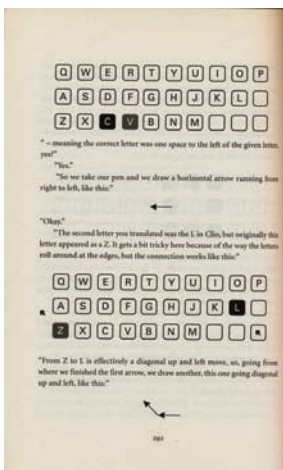 Q W E R T Y U I O P
A S D F G H J K L
Z X C V B N M
" – meaning the correct letter was one space to the left of the given letter,
yes?"
"Yes."
"So we take our pen and we draw a horizontal arrow running from
right to left, like this:"
"Okay."
"The second letter you translated was the L in Clio, but originally this
letter appeared as a Z. It gets a bit tricky here because of the way the letters
roll around at the edges, but the connection works like this:"
Q W E R T Y U I O P
A S D F G H J K L
Z X C V B N M
"From Z to L is effectively a diagonal up and left move, so, going from
where we finished the first arrow, we draw another, this one going diagonal
up and left, like this:"